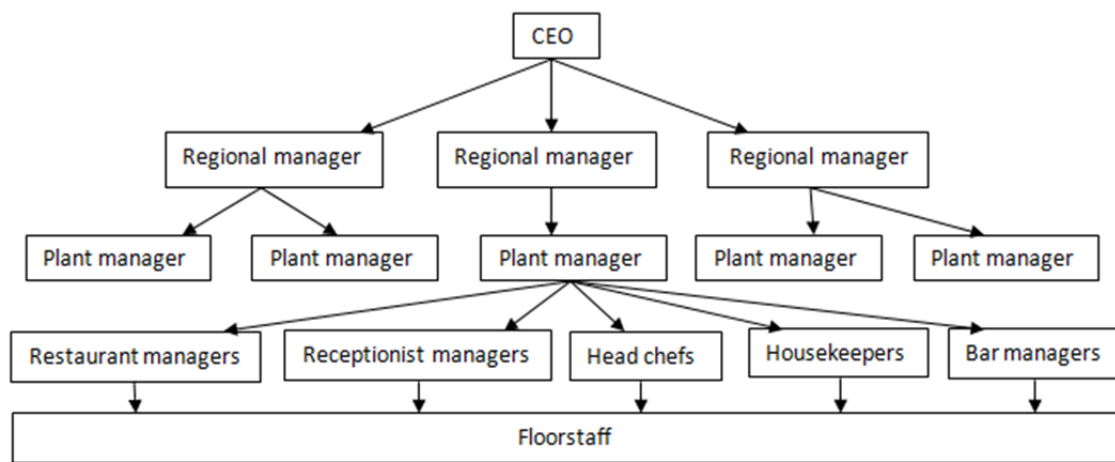 CEO
Regional manager
Regional manager
Regional manager
Plant manager
Plant manager
Plant manager
Plant manager
Plant manager
Restaurant managers
Receptionist managers
Head chefs
Housekeepers
Bar managers
Floorstaff